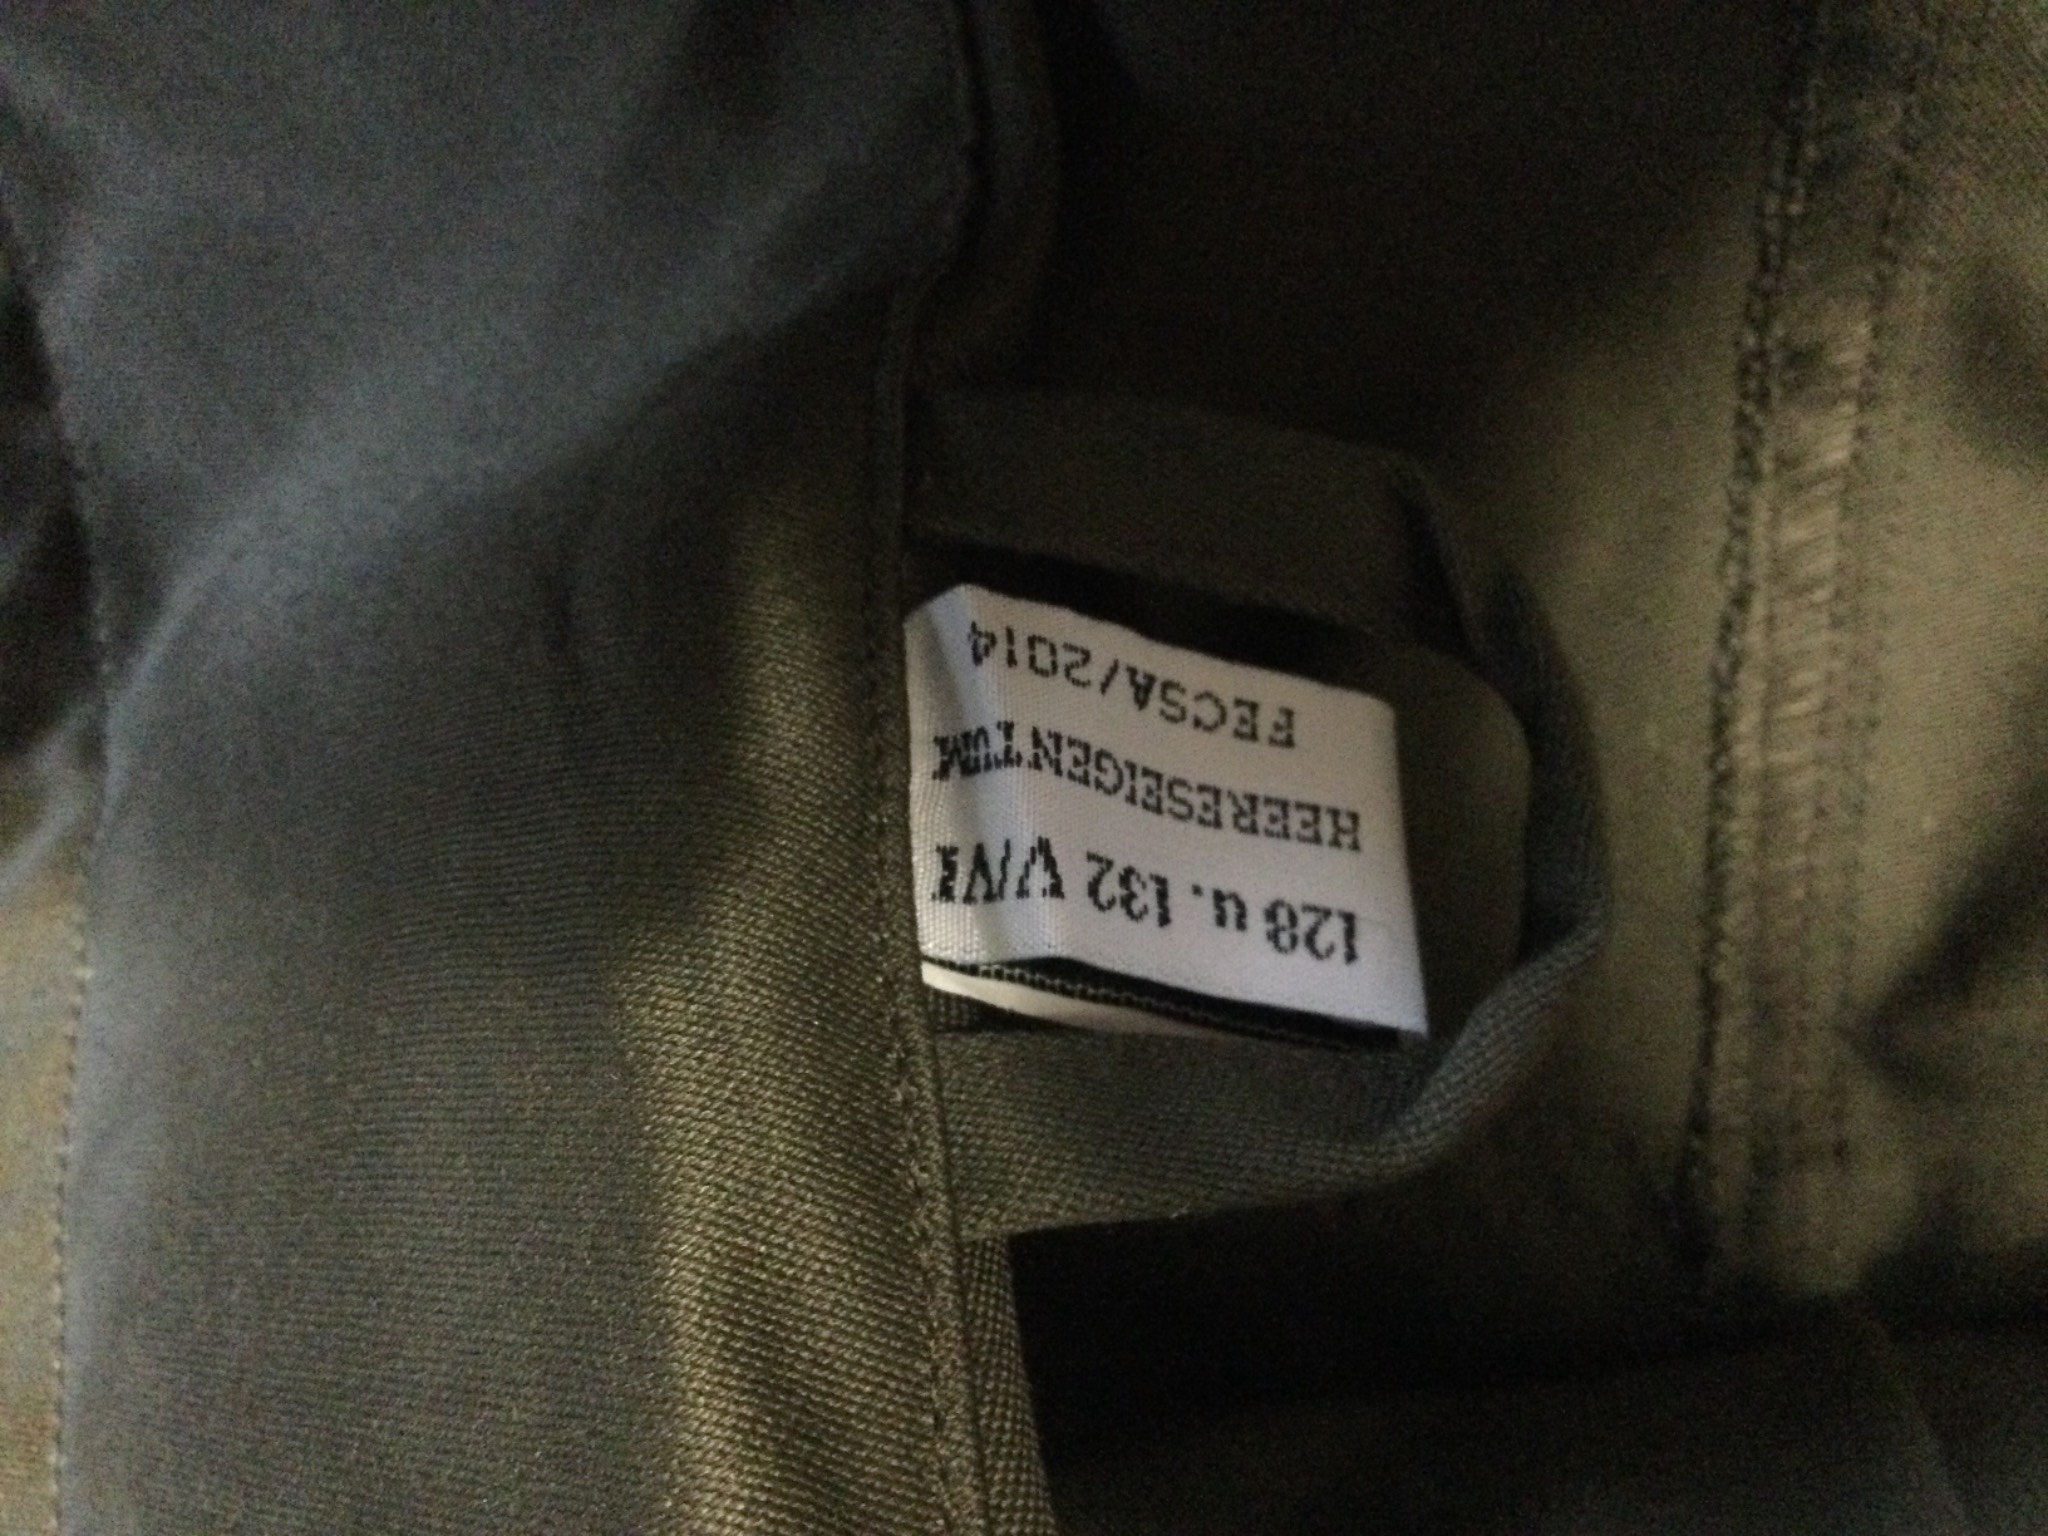 128 u. 132 V/VI
HEERESEIGENTUM
FECSA/2014